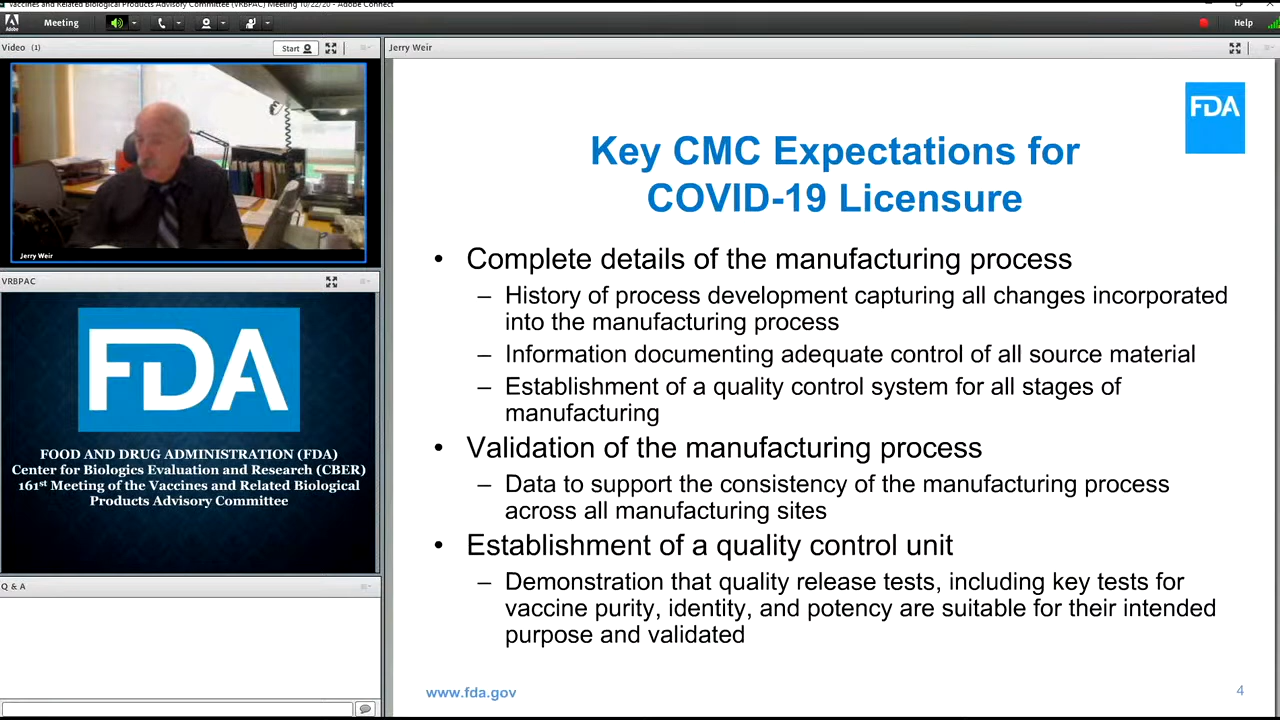 Vaccines and Related Biological Products Advisory Committee (VRBPAC) Meeting 10/22/20 - Adobe Connect
Adobe
Meeting
Help
Video (1)
Start
Jerry Weir
VRBPAC
FDA
FOOD AND DRUG ADMINISTRATION (FDA)
Center for Biologics Evaluation and Research (CBER)
161st Meeting of the Vaccines and Related Biological
Products Advisory Committee
Q & A
Jerry Weir
FDA
Key CMC Expectations for
COVID-19 Licensure
• Complete details of the manufacturing process
– History of process development capturing all changes incorporated
into the manufacturing process
– Information documenting adequate control of all source material
– Establishment of a quality control system for all stages of
manufacturing
• Validation of the manufacturing process
– Data to support the consistency of the manufacturing process
across all manufacturing sites
• Establishment of a quality control unit
– Demonstration that quality release tests, including key tests for
vaccine purity, identity, and potency are suitable for their intended
purpose and validated
www.fda.gov
4